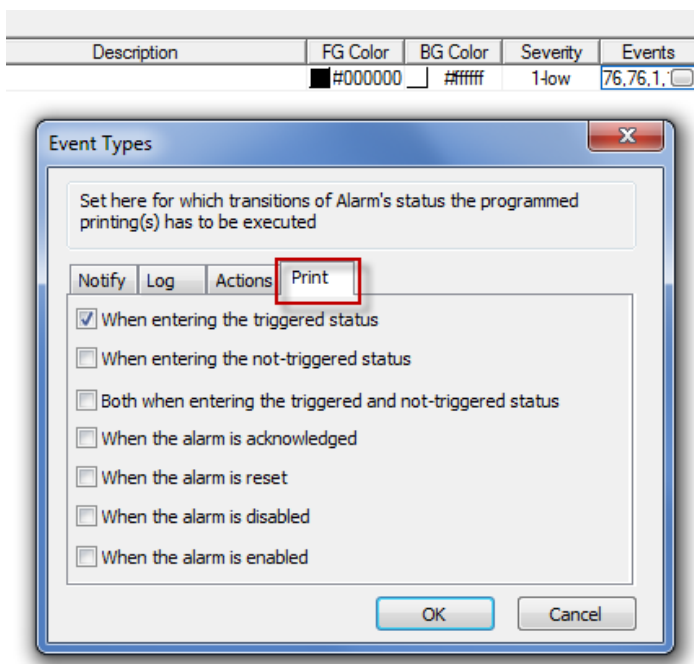 Description FG Color BG Color Severity Events
#000000 #ffffff 1-low 76,76,1,
Event Types
Set here for which transitions of Alarm's status the programmed
printing(s) has to be executed
Notify Log Actions Print
When entering the triggered status
When entering the not-triggered status
Both when entering the triggered and not-triggered status
When the alarm is acknowledged
When the alarm is reset
When the alarm is disabled
When the alarm is enabled
OK Cancel